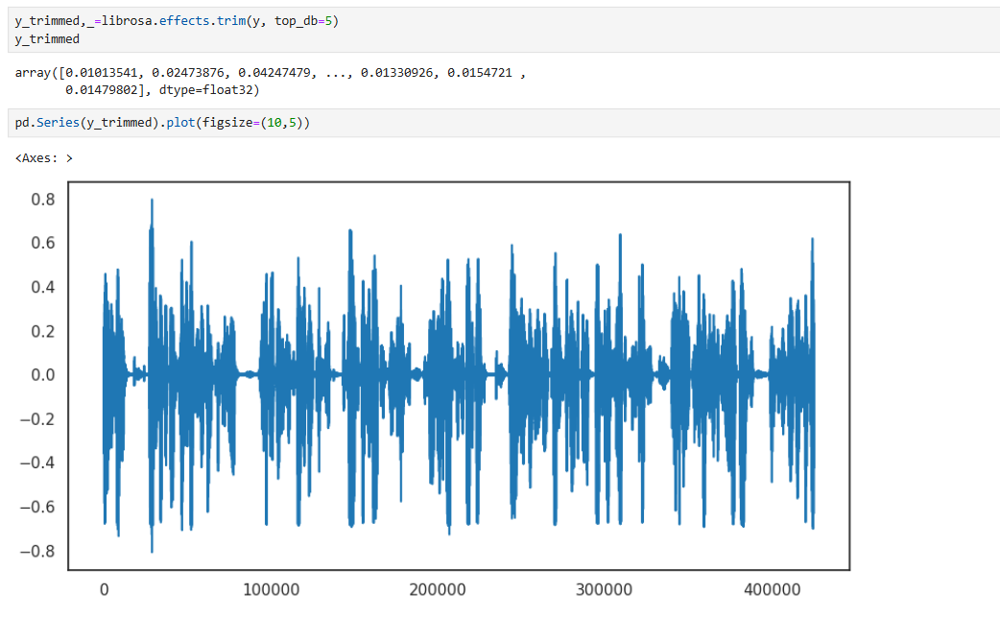 y_trimmed,_=librosa.effects.trim(y, top_db=5)
y_trimmed
array([0.01013541, 0.02473876, 0.04247479, ..., 0.01330926, 0.0154721 ,
0.01479802], dtype=float32)
pd.Series(y_trimmed).plot(figsize=(10,5))
<Axes: >
0.8
0.6
0.4
0.2
0.0
−0.2
−0.4
−0.6
−0.8
0 100000 200000 300000 400000